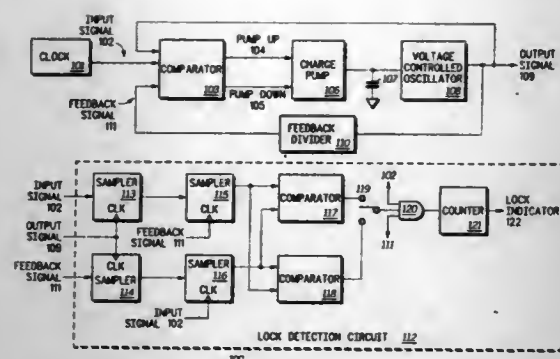 INPUT
SIGNAL
102
CLOCK
101
FEEDBACK
SIGNAL
111
COMPARATOR
103
PUMP UP
104
PUMP DOWN
105
CHARGE
PUMP
106
107
VOLTAGE
CONTROLLED
OSCILLATOR
108
OUTPUT
SIGNAL
109
FEEDBACK
DIVIDER
110
INPUT
SIGNAL
102
OUTPUT
SIGNAL
109
FEEDBACK
SIGNAL
111
SAMPLER
113
CLK
SAMPLER
115
CLK
FEEDBACK
SIGNAL 111
CLK
SAMPLER
114
SAMPLER
116
CLK
INPUT
SIGNAL 102
COMPARATOR
117
COMPARATOR
118
119
102
120
111
COUNTER
121
LOCK
INDICATOR
122
LOCK DETECTION CIRCUIT 112
100